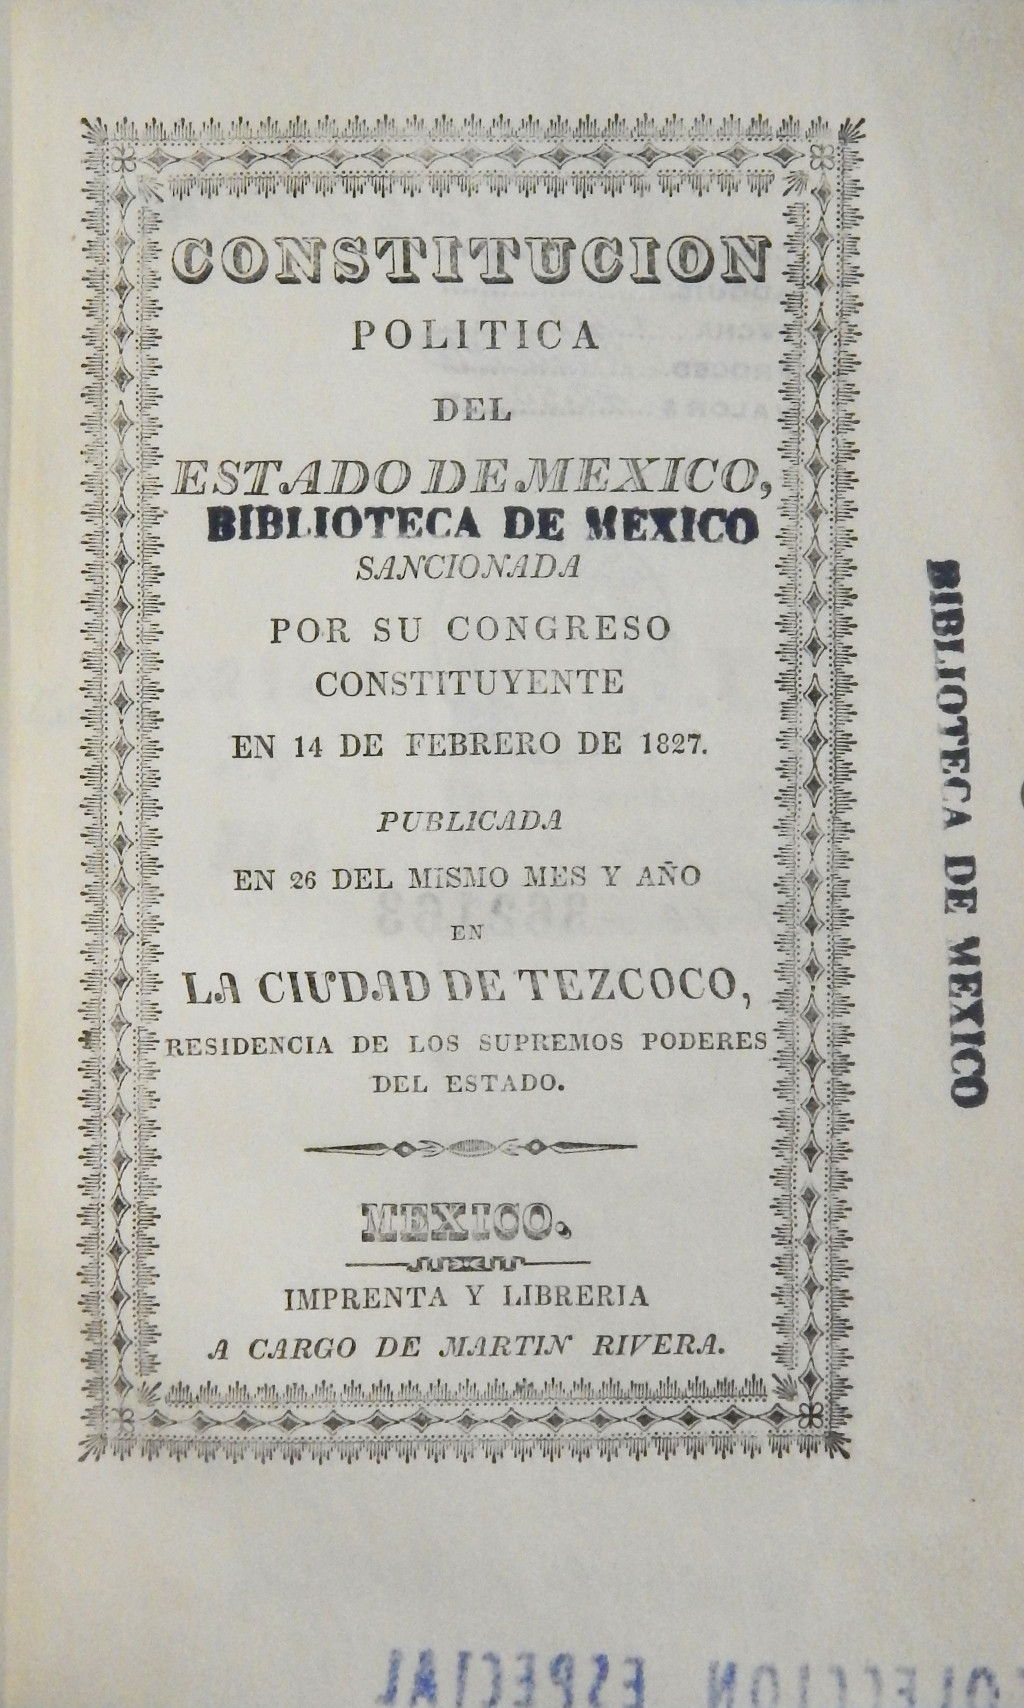 CONSTITUCION
POLITICA
DEL
ESTADO DE MEXICO,
BIBLIOTECA DE MEXICO
SANCIONADA
POR SU CONGRESO
CONSTITUYENTE
EN 14 DE FEBRERO DE 1827.
PUBLICADA
EN 26 DEL MISMO MES Y AÑO
EN
LA CIUDAD DE TEZCOCO,
RESIDENCIA DE LOS SUPREMOS PODERES
DEL ESTADO.
MEXICO.
IMPRENTA Y LIBRERIA
A CARGO DE MARTIN RIVERA.
BIBLIOTECA DE MEXICO
COLECCION ESPECIAL